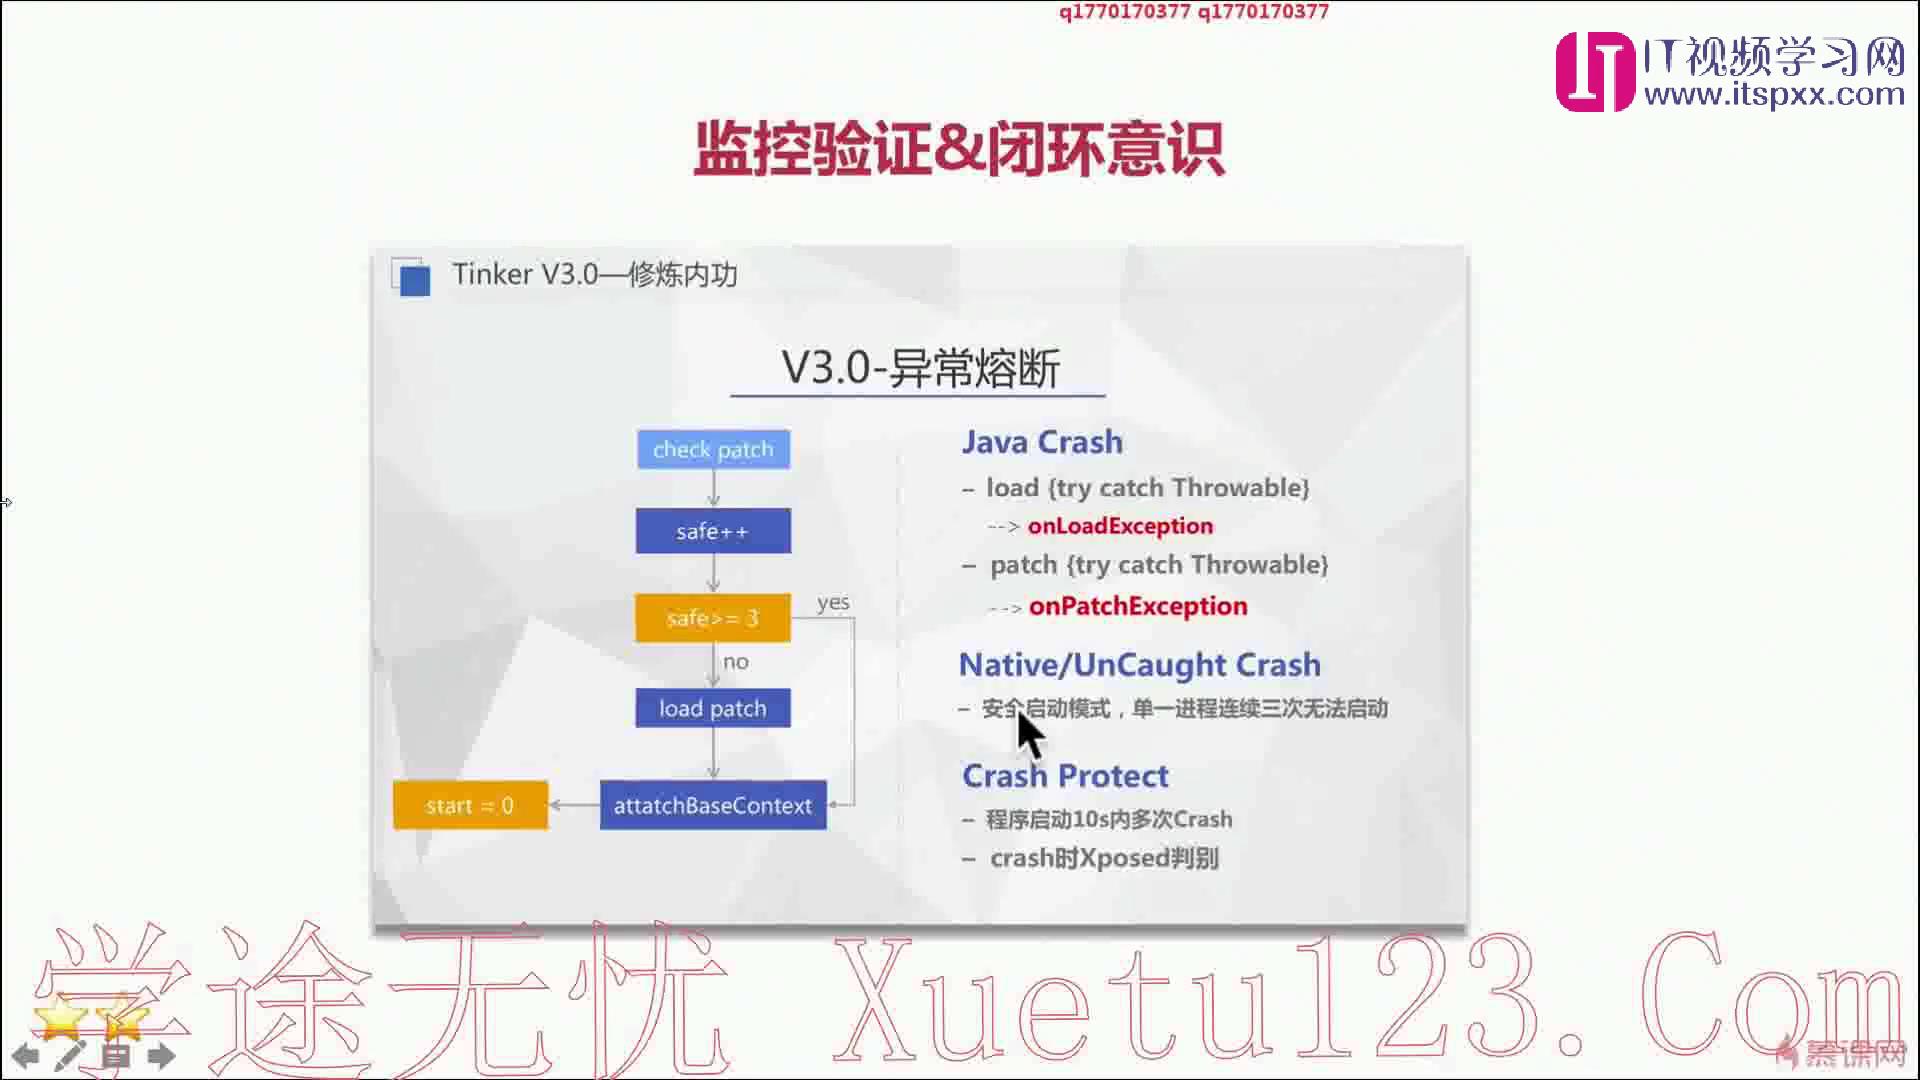 q1770170377 q1770170377
IT视频学习网
www.itspxx.com
监控验证&闭环意识
Tinker V3.0—修炼内功
V3.0-异常熔断
check patch
safe++
safe>= 3
yes
no
load patch
attatchBaseContext
start = 0
Java Crash
– load {try catch Throwable}
--> onLoadException
– patch {try catch Throwable}
--> onPatchException
Native/UnCaught Crash
– 安全启动模式，单一进程连续三次无法启动
Crash Protect
– 程序启动10s内多次Crash
– crash时Xposed判别
学途无忧 Xuetu123.Com
慕课网